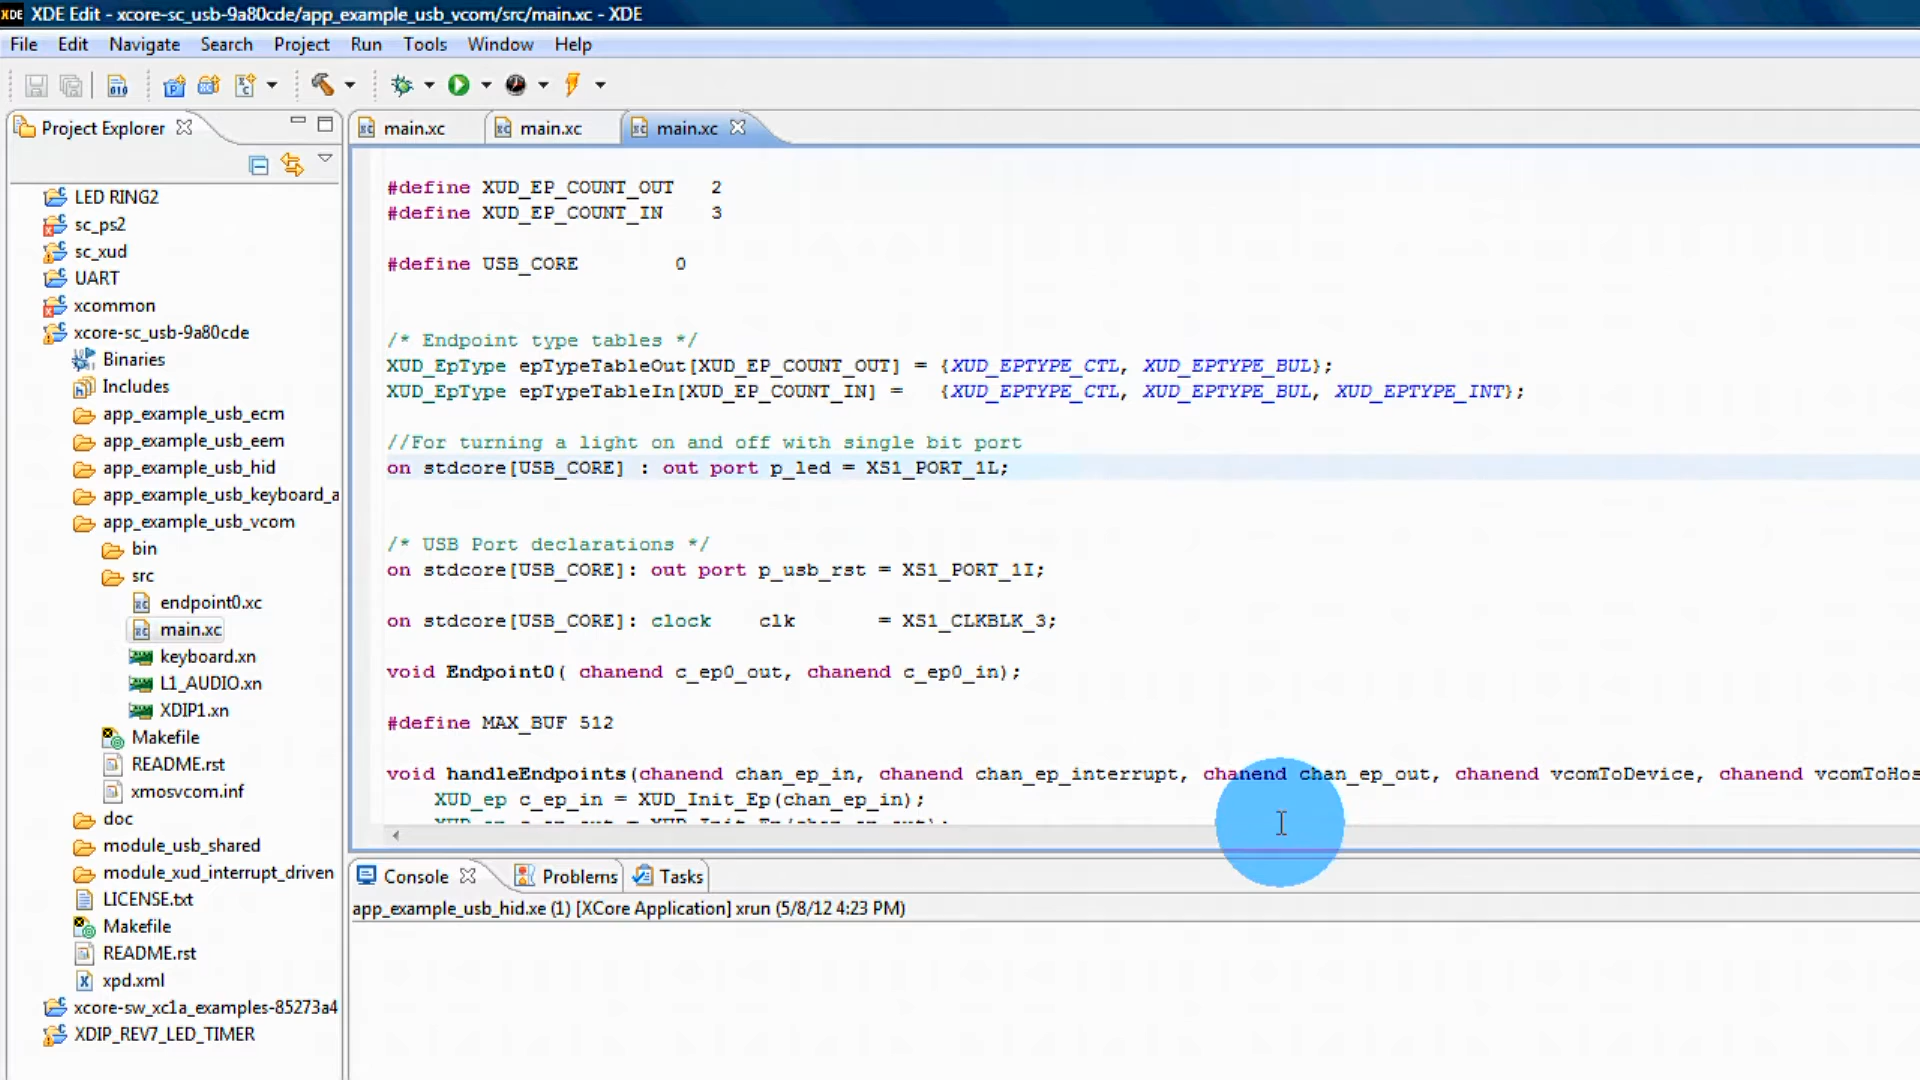 XDE Edit - xcore-sc_usb-9a80cde/app_example_usb_vcom/src/main.xc - XDE
File Edit Navigate Search Project Run Tools Window Help
Project Explorer
LED RING2
sc_ps2
sc_xud
UART
xcommon
xcore-sc_usb-9a80cde
Binaries
Includes
app_example_usb_ecm
app_example_usb_eem
app_example_usb_hid
app_example_usb_keyboard_a
app_example_usb_vcom
bin
src
endpoint0.xc
main.xc
keyboard.xn
L1_AUDIO.xn
XDIP1.xn
Makefile
README.rst
xmosvcom.inf
doc
module_usb_shared
module_xud_interrupt_driven
LICENSE.txt
Makefile
README.rst
xpd.xml
xcore-sw_xc1a_examples-85273a4
XDIP_REV7_LED_TIMER
main.xc main.xc main.xc
#define XUD_EP_COUNT_OUT 2
#define XUD_EP_COUNT_IN 3
#define USB_CORE 0
/* Endpoint type tables */
XUD_EpType epTypeTableOut[XUD_EP_COUNT_OUT] = {XUD_EPTYPE_CTL, XUD_EPTYPE_BUL};
XUD_EpType epTypeTableIn[XUD_EP_COUNT_IN] = {XUD_EPTYPE_CTL, XUD_EPTYPE_BUL, XUD_EPTYPE_INT};
//For turning a light on and off with single bit port
on stdcore[USB_CORE] : out port p_led = XS1_PORT_1L;
/* USB Port declarations */
on stdcore[USB_CORE]: out port p_usb_rst = XS1_PORT_1I;
on stdcore[USB_CORE]: clock clk = XS1_CLKBLK_3;
void Endpoint0( chanend c_ep0_out, chanend c_ep0_in);
#define MAX_BUF 512
void handleEndpoints(chanend chan_ep_in, chanend chan_ep_interrupt, chanend chan_ep_out, chanend vcomToDevice, chanend vcomToHos
XUD_ep c_ep_in = XUD_Init_Ep(chan_ep_in);
XUD_ep c_ep_out = XUD_Init_Ep(chan_ep_out);
Console Problems Tasks
app_example_usb_hid.xe (1) [XCore Application] xrun (5/8/12 4:23 PM)